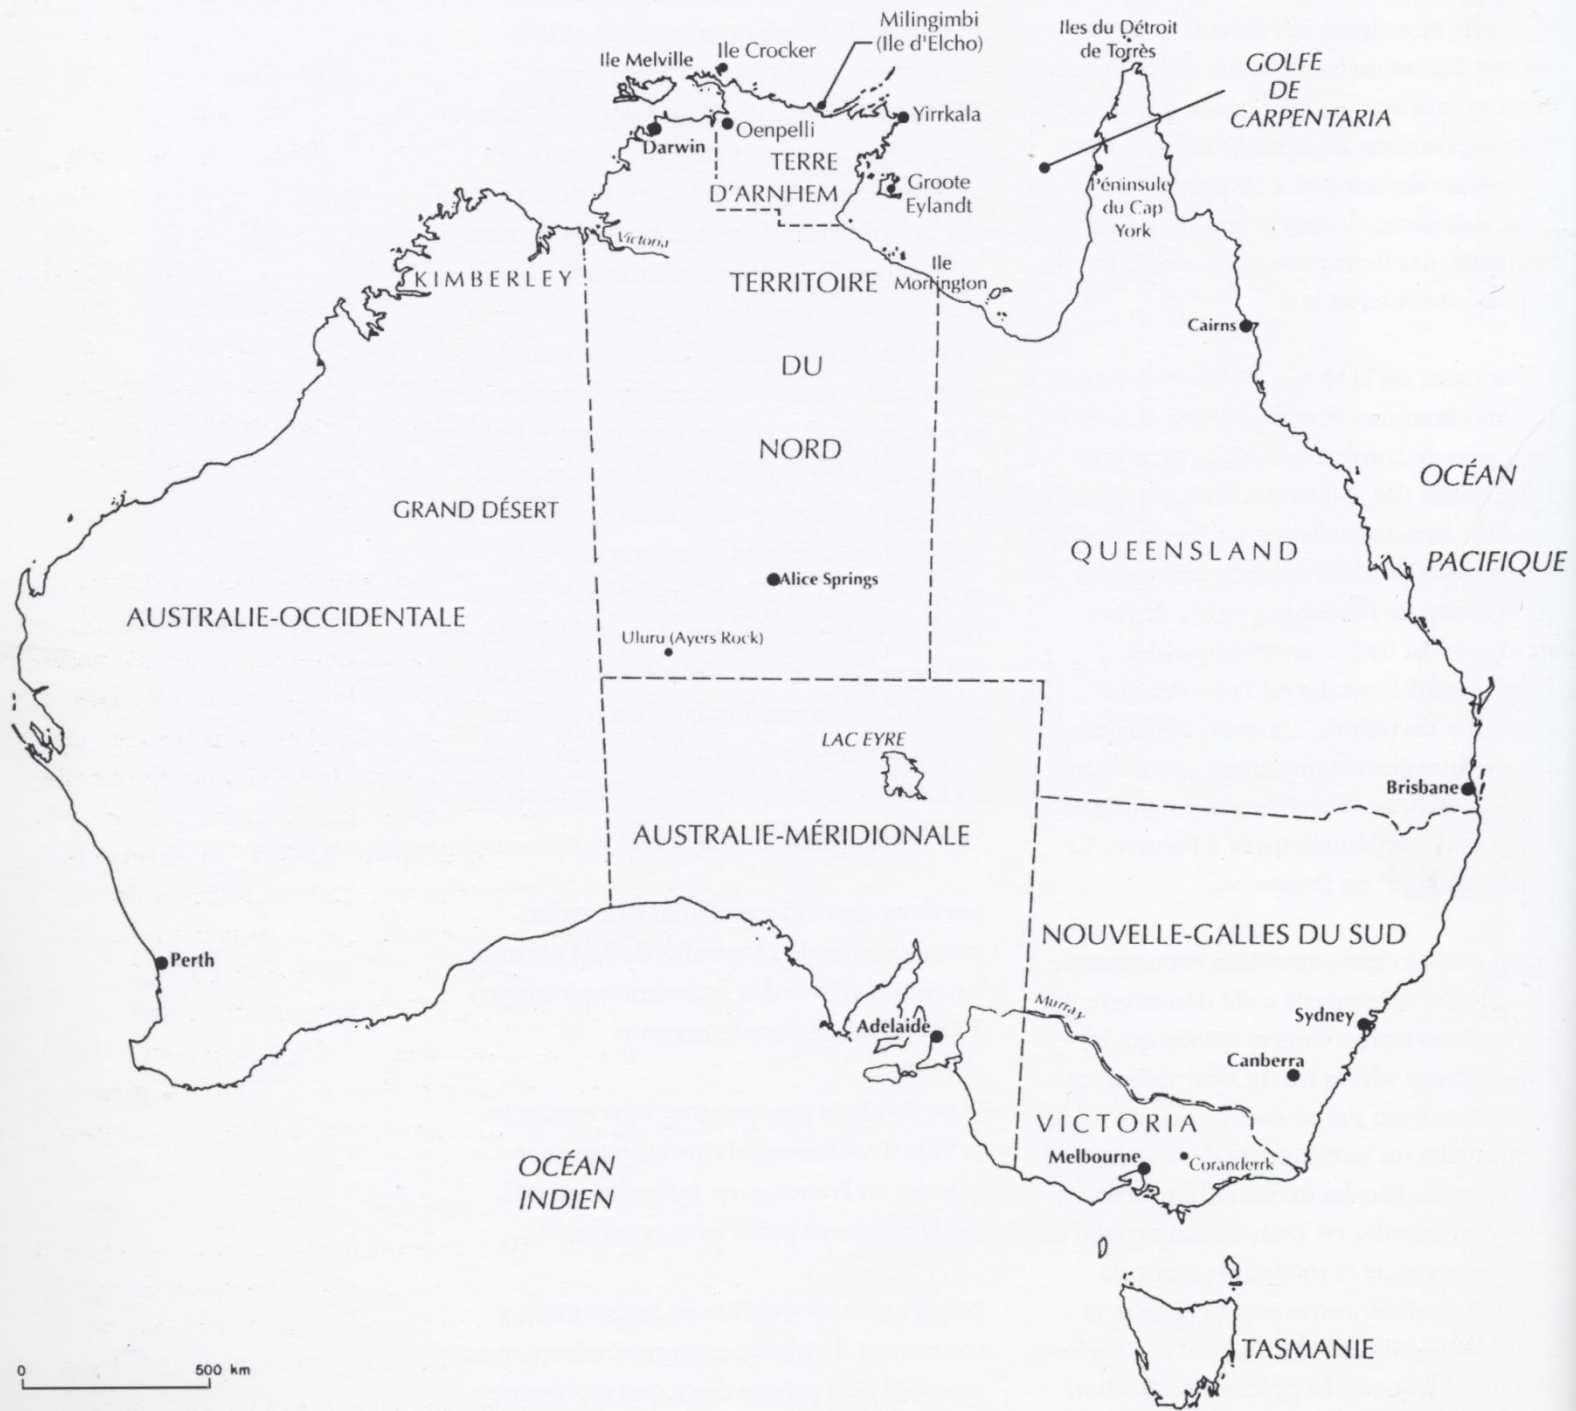 Milingimbi
(Ile d'Elcho)
Iles du Détroit
de Torrès
Ile Melville
Ile Crocker
GOLFE
DE
CARPENTARIA
Yirrkala
Oenpelli
Darwin
TERRE
D'ARNHEM
Groote
Eylandt
Péninsule
du Cap
York
Victoria
KIMBERLEY
TERRITOIRE
DU
NORD
Ile
Mornington
Cairns
OCÉAN
PACIFIQUE
GRAND DÉSERT
QUEENSLAND
Alice Springs
AUSTRALIE-OCCIDENTALE
Uluru (Ayers Rock)
LAC EYRE
Brisbane
AUSTRALIE-MÉRIDIONALE
NOUVELLE-GALLES DU SUD
Perth
Murray
Adelaide
Sydney
Canberra
VICTORIA
Melbourne
Coranderrk
OCÉAN
INDIEN
TASMANIE
0 500 km